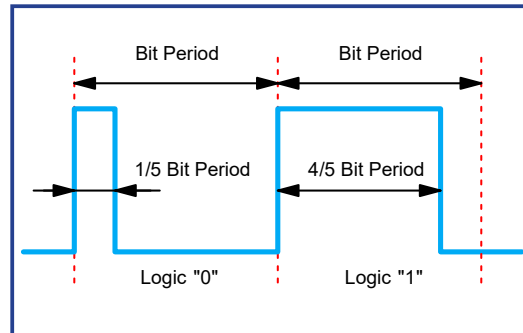 Bit Period Bit Period
1/5 Bit Period 4/5 Bit Period
Logic "0" Logic "1"